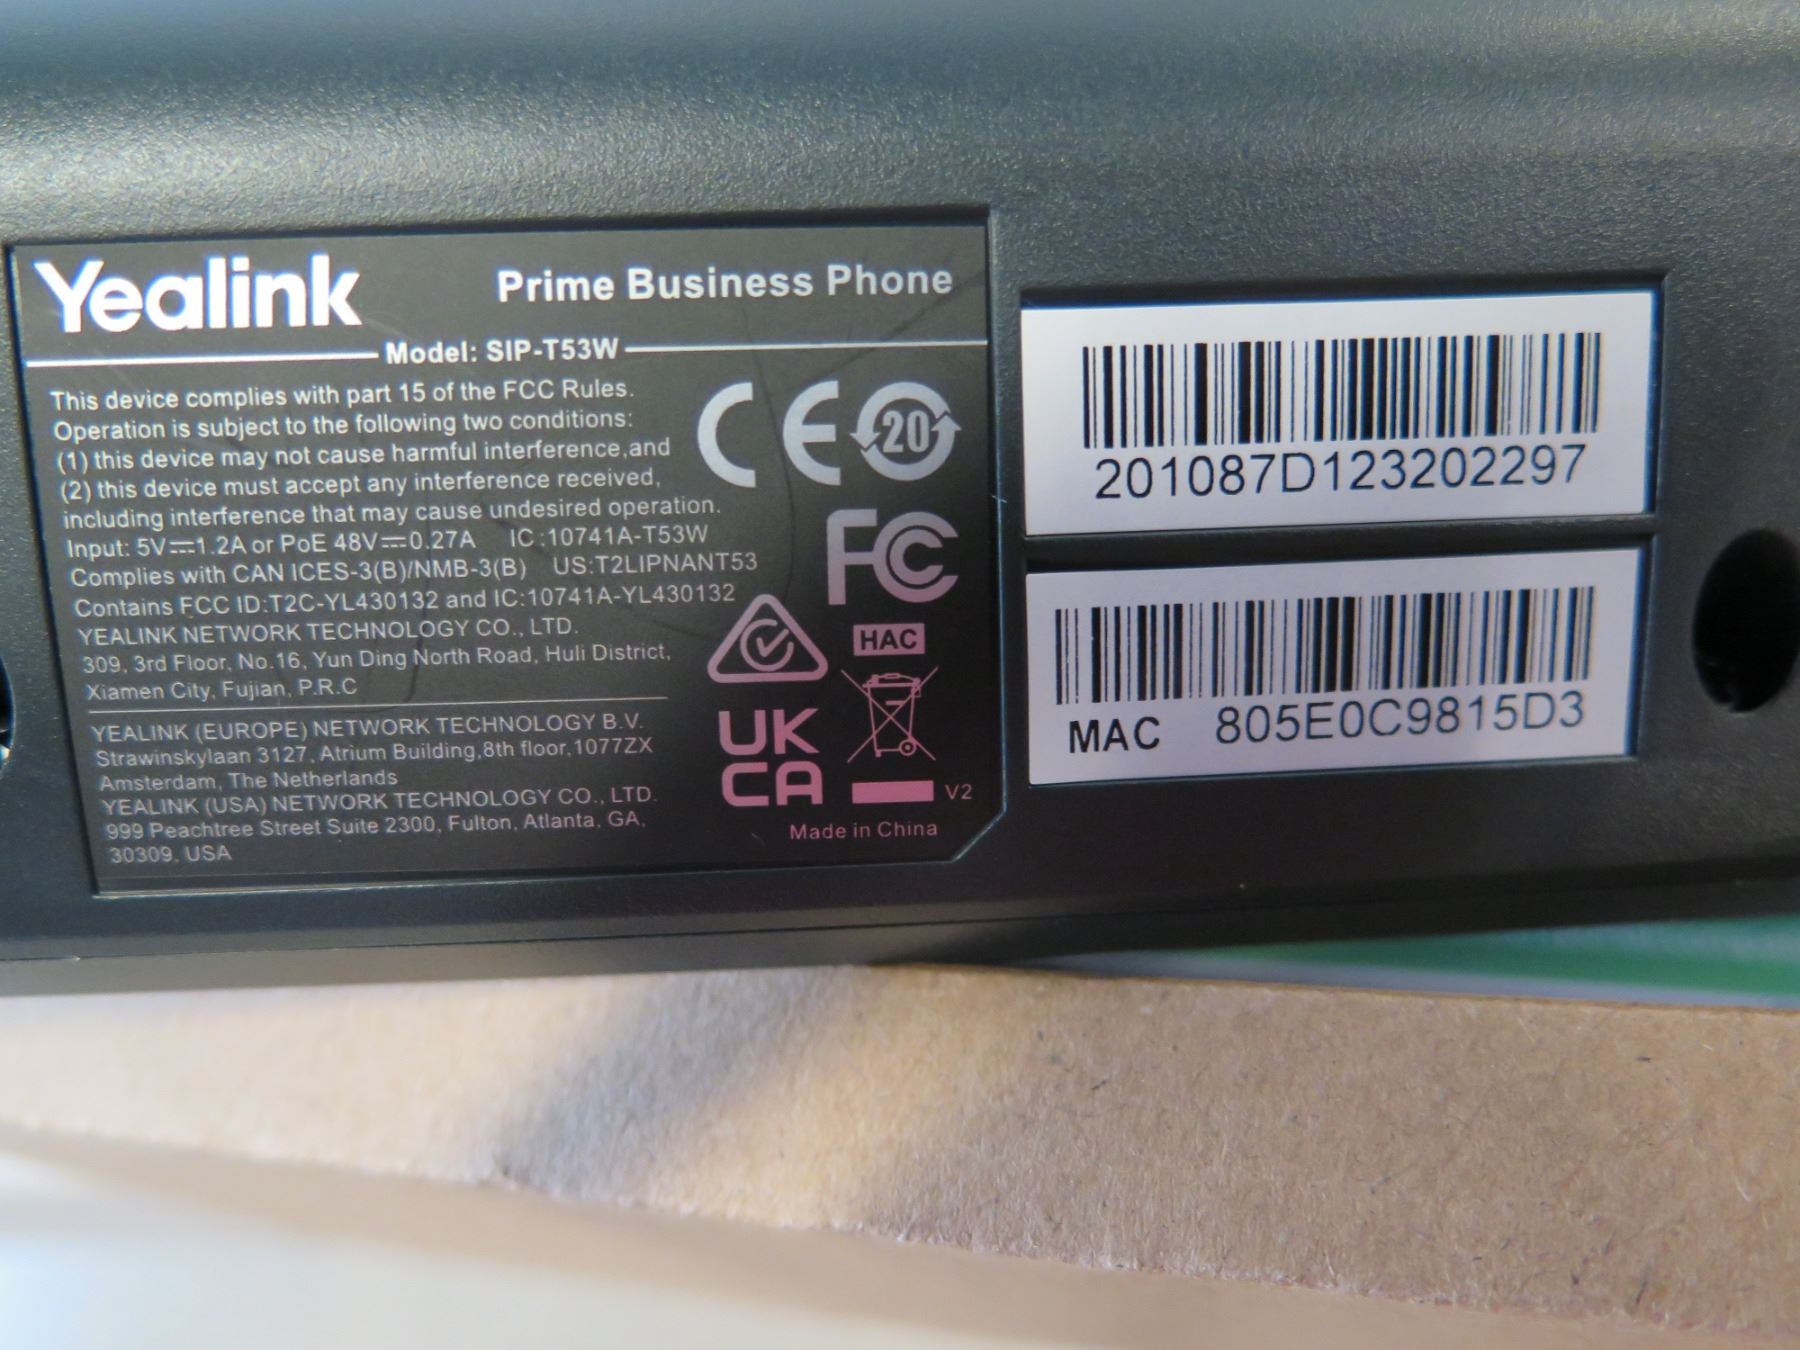 Yealink Prime Business Phone
Model: SIP-T53W
This device complies with part 15 of the FCC Rules.
Operation is subject to the following two conditions:
(1) this device may not cause harmful interference,and
(2) this device must accept any interference received,
including interference that may cause undesired operation.
Input: 5V⎓1.2A or PoE 48V⎓0.27A IC:10741A-T53W
Complies with CAN ICES-3(B)/NMB-3(B) US:T2LIPNANT53
Contains FCC ID:T2C-YL430132 and IC:10741A-YL430132
YEALINK NETWORK TECHNOLOGY CO., LTD.
309, 3rd Floor, No.16, Yun Ding North Road, Huli District,
Xiamen City, Fujian, P.R.C
YEALINK (EUROPE) NETWORK TECHNOLOGY B.V.
Strawinskylaan 3127, Atrium Building,8th floor,1077ZX
Amsterdam, The Netherlands
YEALINK (USA) NETWORK TECHNOLOGY CO., LTD.
999 Peachtree Street Suite 2300, Fulton, Atlanta, GA,
30309, USA
CE 20
FC
HAC
UK
CA
V2
Made in China
201087D123202297
MAC 805E0C9815D3